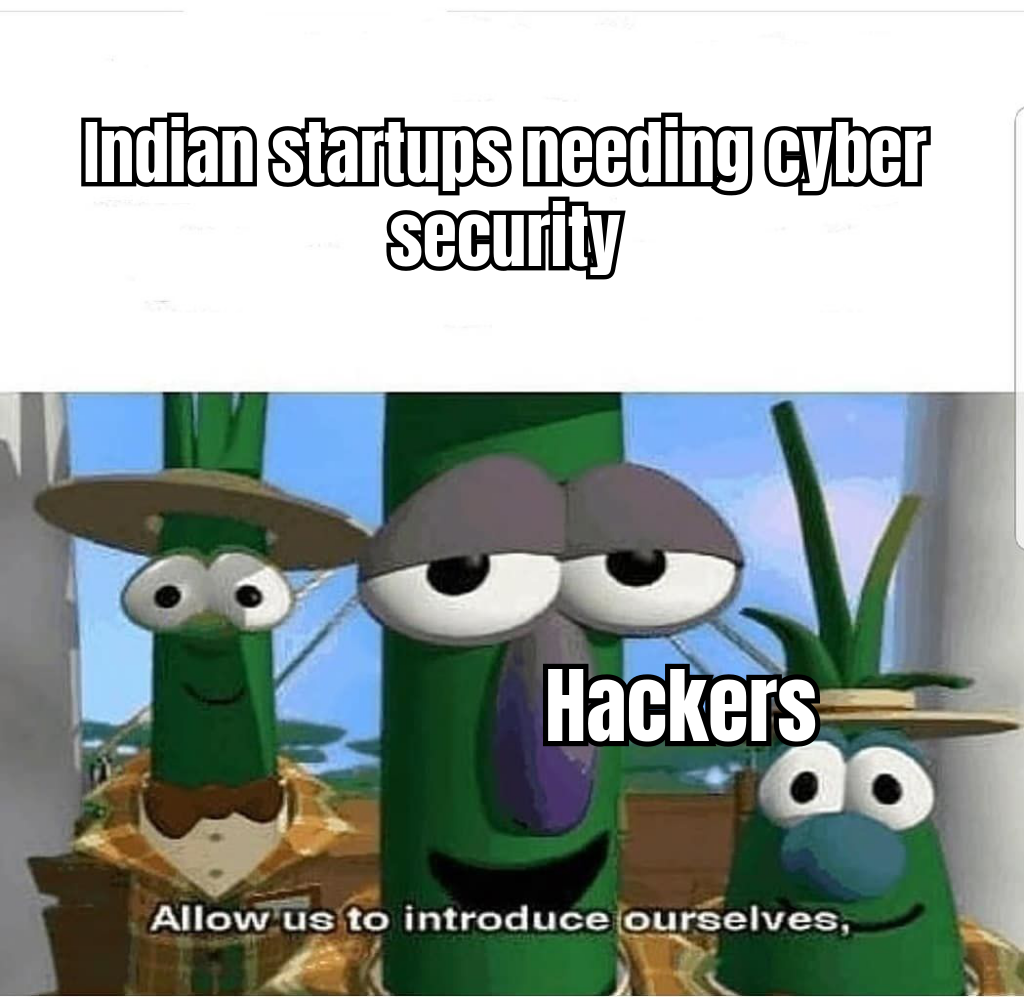 Indian startups needing cyber
security
Hackers
Allow us to introduce ourselves,